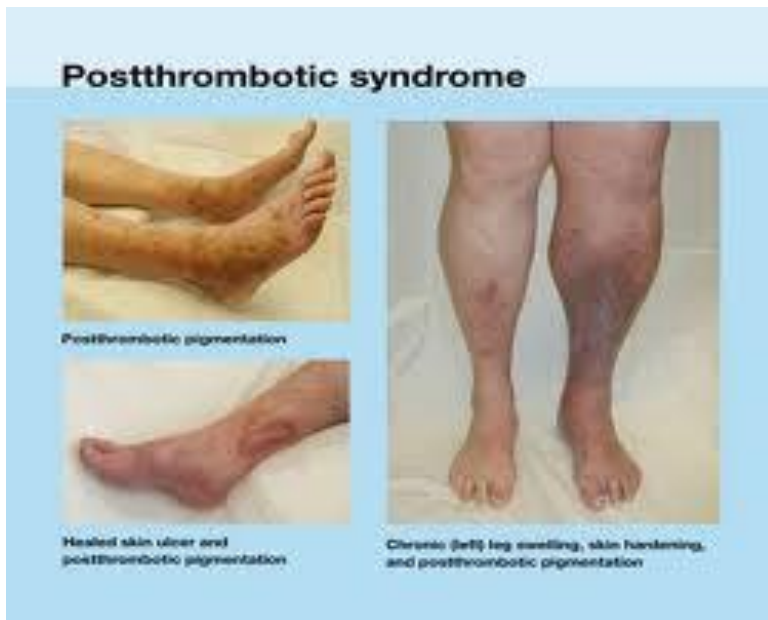 Postthrombotic syndrome
Postthrombotic pigmentation
Healed skin ulcer and
postthrombotic pigmentation
Chronic (left) leg swelling, skin hardening,
and postthrombotic pigmentation